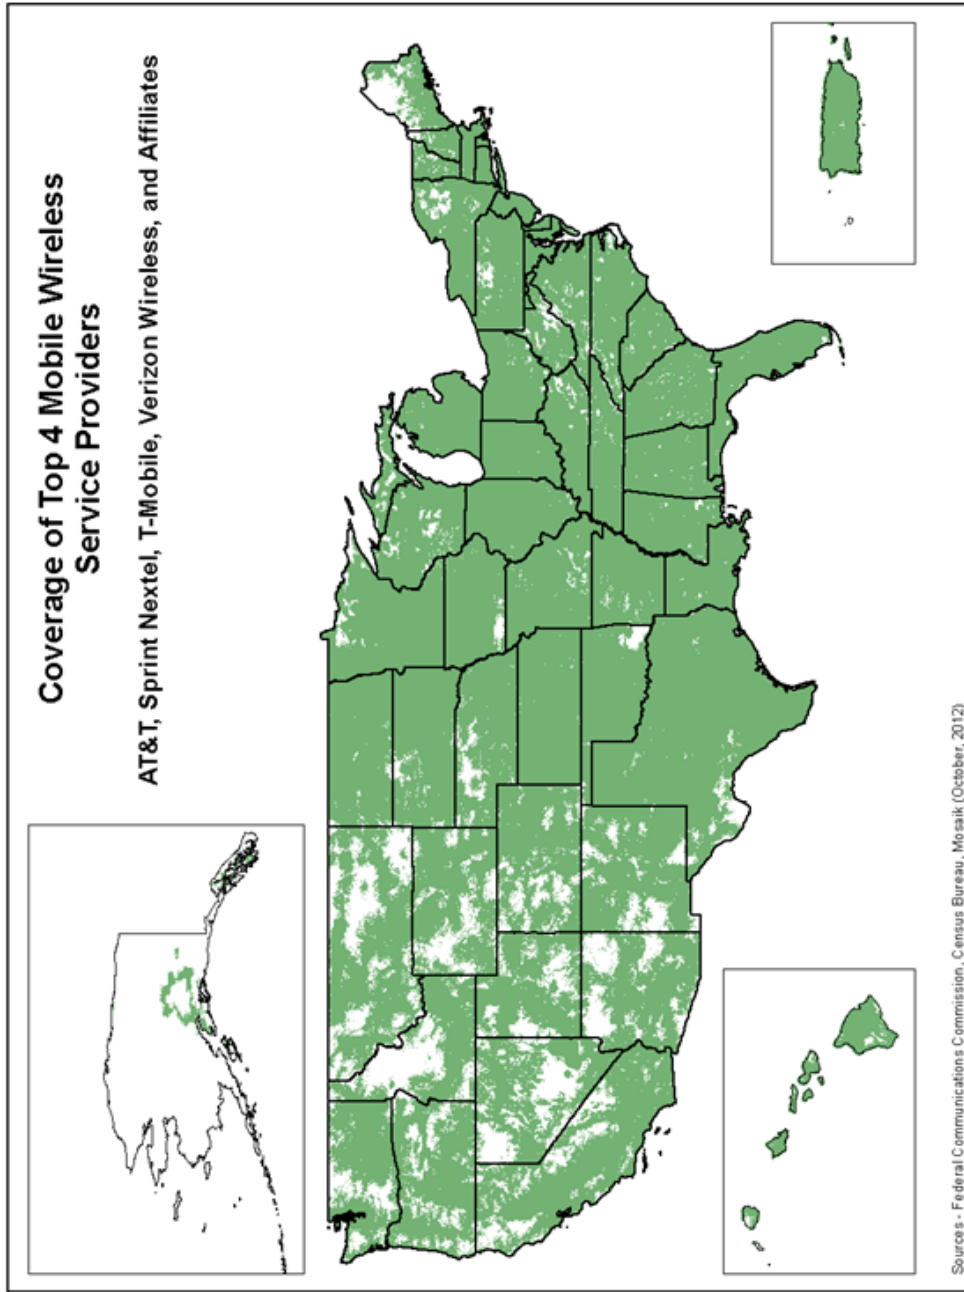 Coverage of Top 4 Mobile Wireless
Service Providers
AT&T, Sprint Nextel, T-Mobile, Verizon Wireless, and Affiliates
Sources - Federal Communications Commission, Census Bureau, Mosaik (October, 2012)